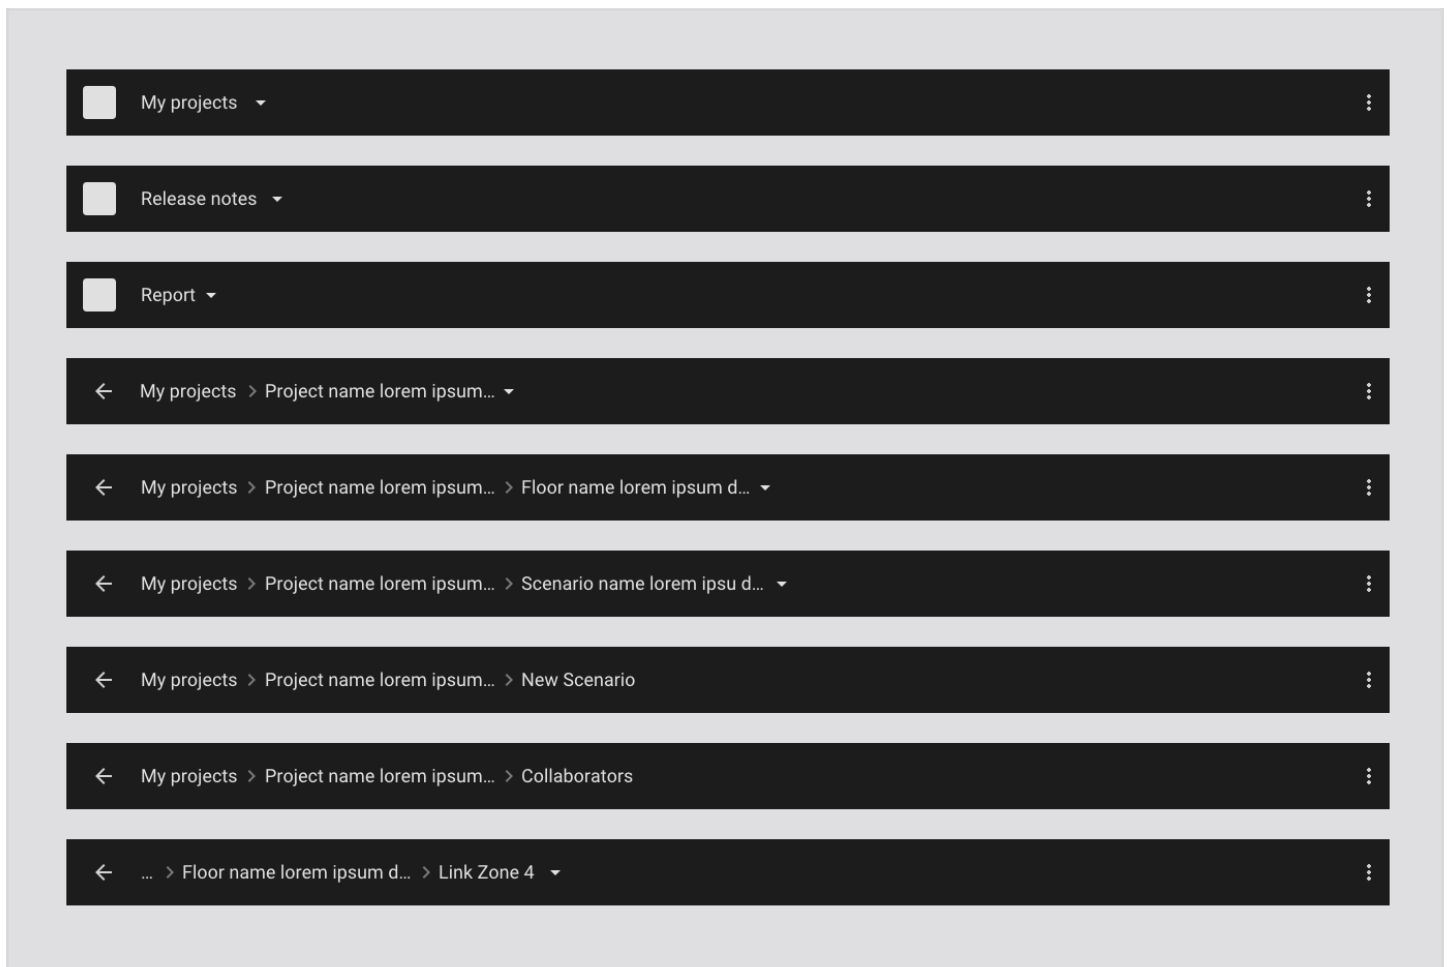 My projects
Release notes
Report
My projects > Project name lorem ipsum...
My projects > Project name lorem ipsum... > Floor name lorem ipsum d...
My projects > Project name lorem ipsum... > Scenario name lorem ipsu d...
My projects > Project name lorem ipsum... > New Scenario
My projects > Project name lorem ipsum... > Collaborators
... > Floor name lorem ipsum d... > Link Zone 4